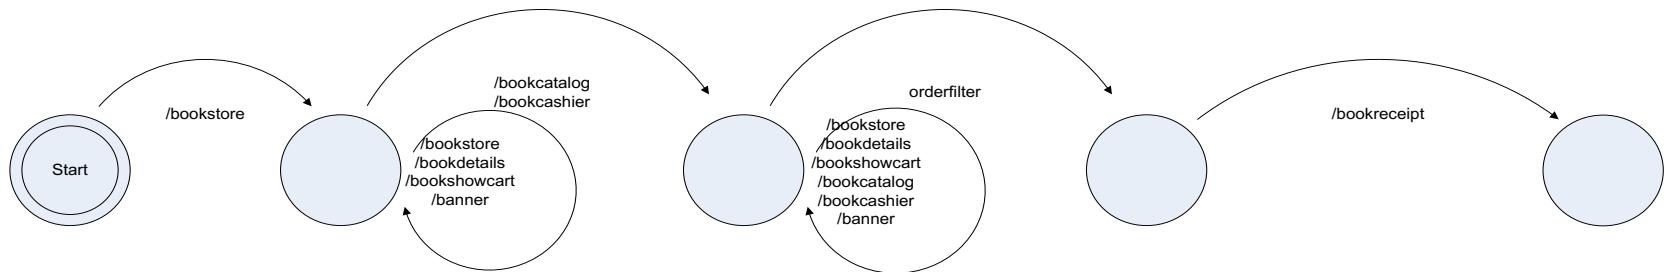 Start
/bookstore
/bookcatalog
/bookcashier
/bookstore
/bookdetails
/bookshowcart
/banner
orderfilter
/bookstore
/bookdetails
/bookshowcart
/bookcatalog
/bookcashier
/banner
/bookreceipt